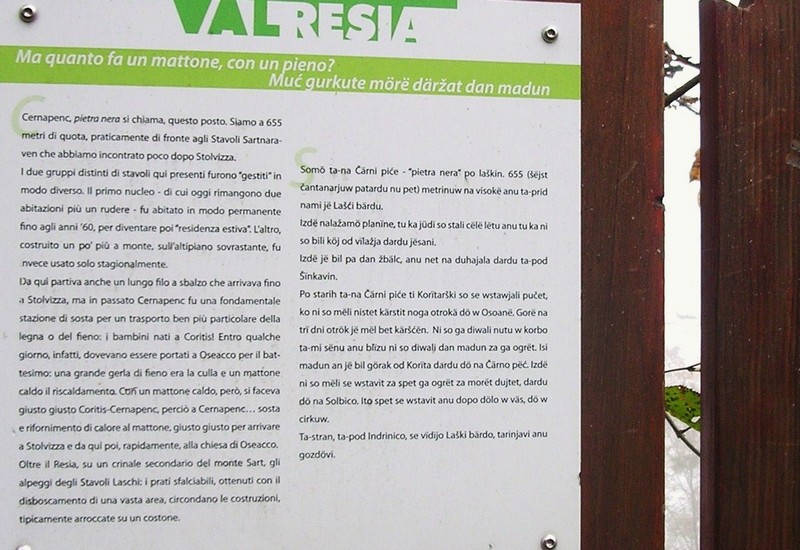 VALRESIA
Ma quanto fa un mattone, con un pieno?
Muć gurkute mörë däržat dan madun
Cernapenc, pietra nera si chiama, questo posto. Siamo a 655
metri di quota, praticamente di fronte agli Stavoli Sartnara-
ven che abbiamo incontrato poco dopo Stolvizza.
I due gruppi distinti di stavoli qui presenti furono "gestiti" in
modo diverso. Il primo nucleo - di cui oggi rimangono due
abitazioni più un rudere - fu abitato in modo permanente
fino agli anni '60, per diventare poi "residenza estiva". L'altro,
costruito un po' più a monte, sull'altipiano sovrastante, fu
nvece usato solo stagionalmente.
Da qui partiva anche un lungo filo a sbalzo che arrivava fino
a Stolvizza, ma in passato Cernapenc fu una fondamentale
stazione di sosta per un trasporto ben più particolare della
legna o del fieno: i bambini nati a Coritis! Entro qualche
giorno, infatti, dovevano essere portati a Oseacco per il bat-
tesimo: una grande gerla di fieno era la culla e un mattone
caldo il riscaldamento. Con un mattone caldo, però, si faceva
giusto giusto Coritis-Cernapenc, perciò a Cernapenc... sosta
e rifornimento di calore al mattone, giusto giusto per arrivare
a Stolvizza e da qui poi, rapidamente, alla chiesa di Oseacco.
Oltre il Resia, su un crinale secondario del monte Sart, gli
alpeggi degli Stavoli Laschi: i prati sfalciabili, ottenuti con il
disboscamento di una vasta area, circondano le costruzioni,
tipicamente arroccate su un costone.
Somö ta-na Čärni piće - "pietra nera" po laškin. 655 (šëjst
čantanarjuw patardu nu pet) metrinuw na visokë anu ta-prid
nami jë Lašći bärdu.
Izdë nalažamö planïne, tu ka jüdi so stali cëlë lëtu anu tu ka ni
so bili köj od vïlažja dardu jësani.
Izdë jë bil pa dan žbälc, anu net na duhajala dardu ta-pod
Šinkavin.
Po starih ta-na Čärni piće ti Korïtarški so se wstawjali pučet,
ko ni so mëli nistet kärstit noga otrokä dö w Osoanë. Gorë na
trï dni otrök jë mël bet käršćën. Ni so ga diwali nutu w korbo
ta-mi sënu anu blïzu ni so diwali dan madun za ga ogrët. Isi
madun an jë bil görak od Korïta dardu dö na Čärno pëč. Izdë
ni so mëli se wstavit za spet ga ogrët za morët dujtet, dardu
dö na Solbico. Ito spet se wstavit anu dopo dölo w väs, dö w
cirkuw.
Ta-stran, ta-pod Indrinico, se vïdijo Laški bärdo, tarinjavi anu
gozdövi.